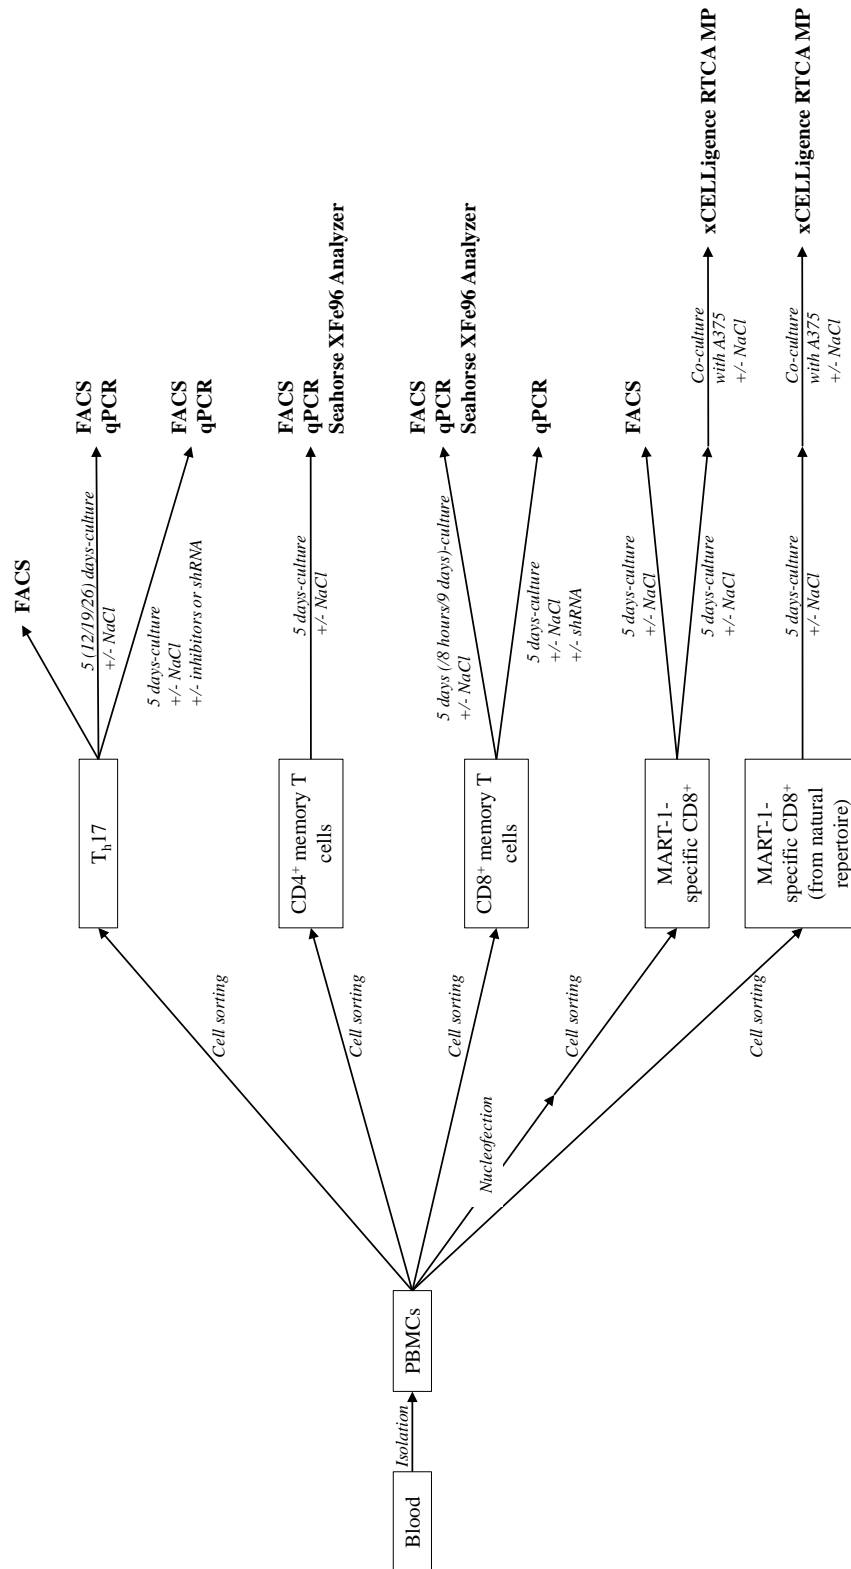 Blood
Isolation
PBMCs
Cell sorting
T_h17
FACS
5 (12/19/26) days-culture
+/- NaCl
FACS
qPCR
5 days-culture
+/- NaCl
+/- inhibitors or shRNA
FACS
qPCR
Cell sorting
CD4⁺ memory T
cells
5 days-culture
+/- NaCl
FACS
qPCR
Seahorse XFe96 Analyzer
Cell sorting
CD8⁺ memory T
cells
5 days (/8 hours/9 days)-culture
+/- NaCl
FACS
qPCR
Seahorse XFe96 Analyzer
5 days-culture
+/- NaCl
+/- shRNA
qPCR
Nucleofection
Cell sorting
MART-1-
specific CD8⁺
5 days-culture
+/- NaCl
FACS
5 days-culture
+/- NaCl
Co-culture
with A375
+/- NaCl
xCELLigence RTCA MP
Cell sorting
MART-1-
specific CD8⁺
(from natural
repertoire)
5 days-culture
+/- NaCl
Co-culture
with A375
+/- NaCl
xCELLigence RTCA MP